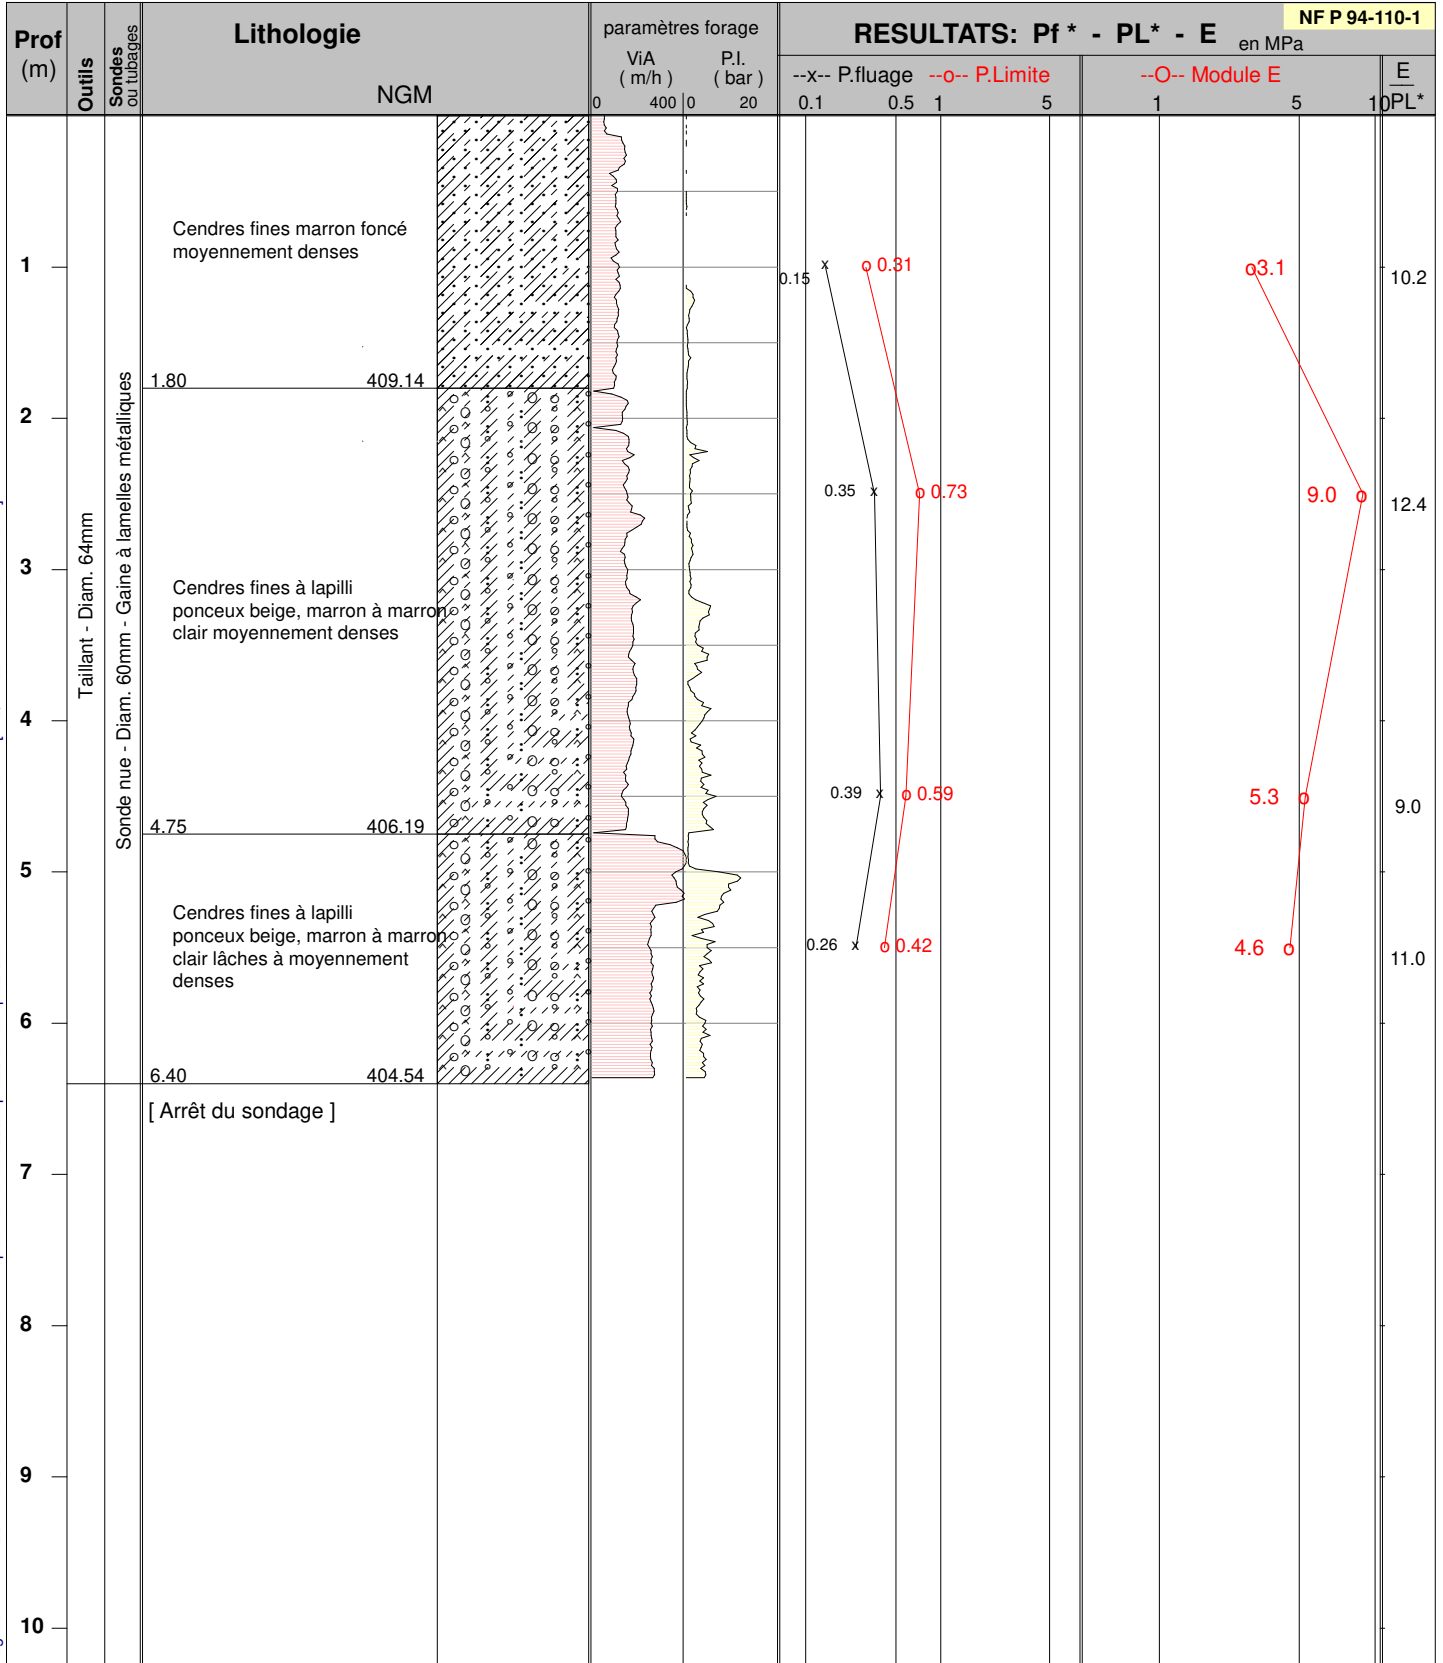 NF P 94-110-1
Prof
(m)
Outils
Sondes
ou tubages
Lithologie
NGM
paramètres forage
ViA
( m/h )
P.I.
( bar )
0 400 0 20
RESULTATS: Pf * - PL* - E en MPa
--x-- P.fluage --o-- P.Limite --O-- Module E
0.1 0.5 1 5 1 5 10
E
PL*
Taillant - Diam. 64mm
Sonde nue - Diam. 60mm - Gaine à lamelles métalliques
Cendres fines marron foncé
moyennement denses
1
0.15 0.31 3.1 10.2
1.80 409.14
2
0.35 0.73 9.0 12.4
3
Cendres fines à lapilli
ponceux beige, marron à marron
clair moyennement denses
4
0.39 0.59 5.3 9.0
4.75 406.19
5
Cendres fines à lapilli
ponceux beige, marron à marron
clair lâches à moyennement
denses
0.26 0.42 4.6 11.0
6
6.40 404.54
[ Arrêt du sondage ]
7
8
9
10